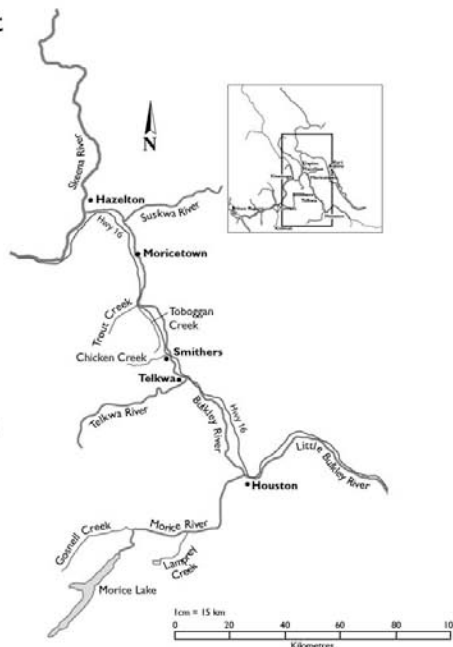 N
Skeena River
Hazelton
Suskwa River
Hwy 16
Moricetown
Trout Creek
Toboggan
Creek
Chicken Creek
Smithers
Telkwa
Telkwa River
Bulkley River
Hwy 16
Little Bulkley
River
Houston
Gosnell Creek
Morice River
Lamprey
Creek
Morice Lake
1cm = 15 km
0 20 40 60 80 10
Kilometres